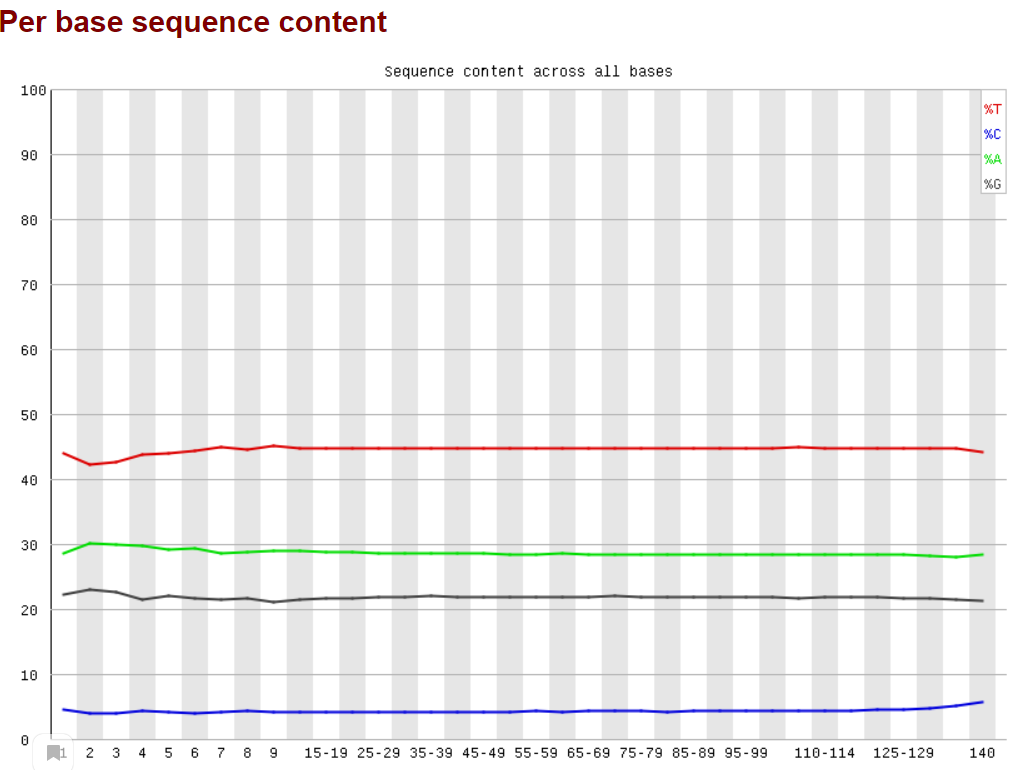 Per base sequence content
Sequence content across all bases
100
%T
%C
%A
%G
90
80
70
60
50
40
30
20
10
0
1 2 3 4 5 6 7 8 9 15-19 25-29 35-39 45-49 55-59 65-69 75-79 85-89 95-99 110-114 125-129 140